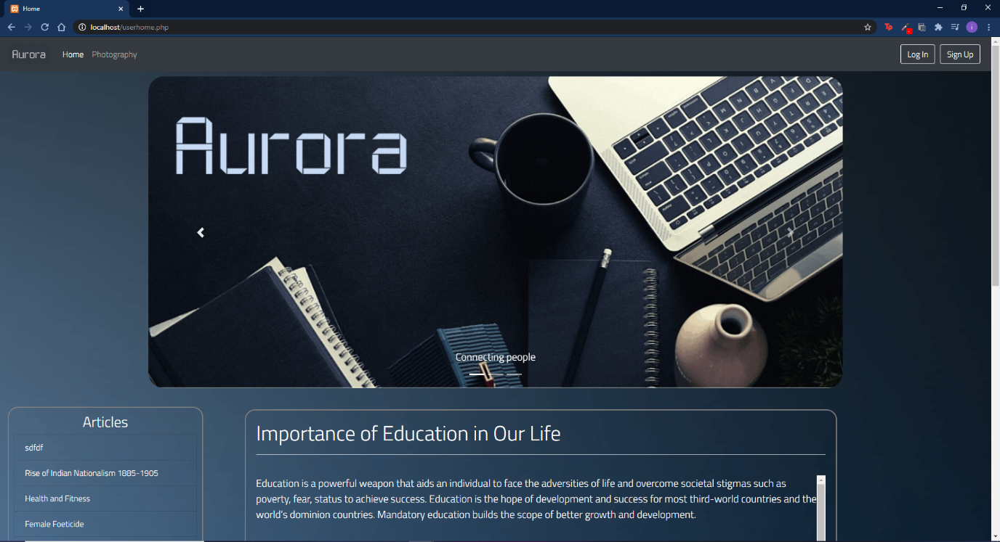 Home
localhost/userhome.php
Tp
i
Aurora Home Photography Log In Sign Up
Aurora
Connecting people
Articles
sdfdf
Rise of Indian Nationalism 1885-1905
Health and Fitness
Female Foeticide
Importance of Education in Our Life
Education is a powerful weapon that aids an individual to face the adversities of life and overcome societal stigmas such as
poverty, fear, status to achieve success. Education is the hope of development and success for most third-world countries and the
world's dominion countries. Mandatory education builds the scope of better growth and development.